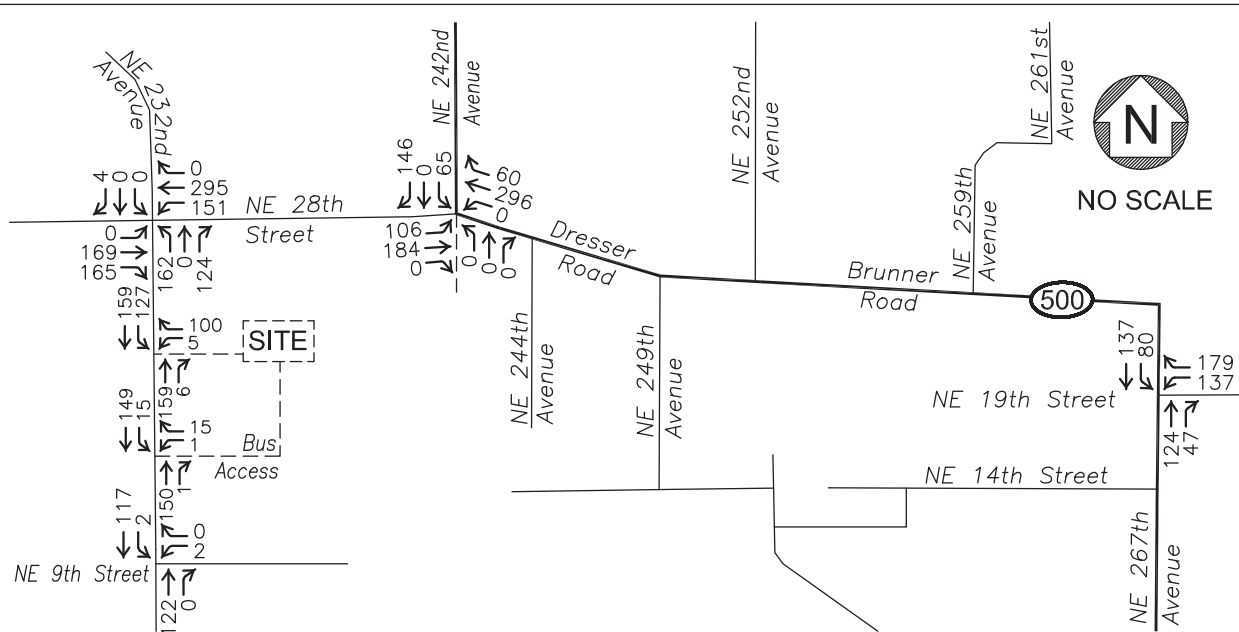 NE 232nd
Avenue
NE 242nd
Avenue
NE 252nd
Avenue
NE 261st
Avenue
N
NO SCALE
4 0 0
0
295
151
NE 28th
Street
0
169
165
162 0 124
146 0 65
60
296
0
106
184
0
0 0 0
Dresser
Road
NE 244th
Avenue
NE 249th
Avenue
NE 259th
Avenue
Brunner
Road
500
159 127
100
5
SITE
159 6
149 15
15
1
Bus
Access
150 1
117 2
0
2
NE 9th Street
122 0
137 80
179
137
NE 19th Street
124 47
NE 14th Street
NE 267th
Avenue